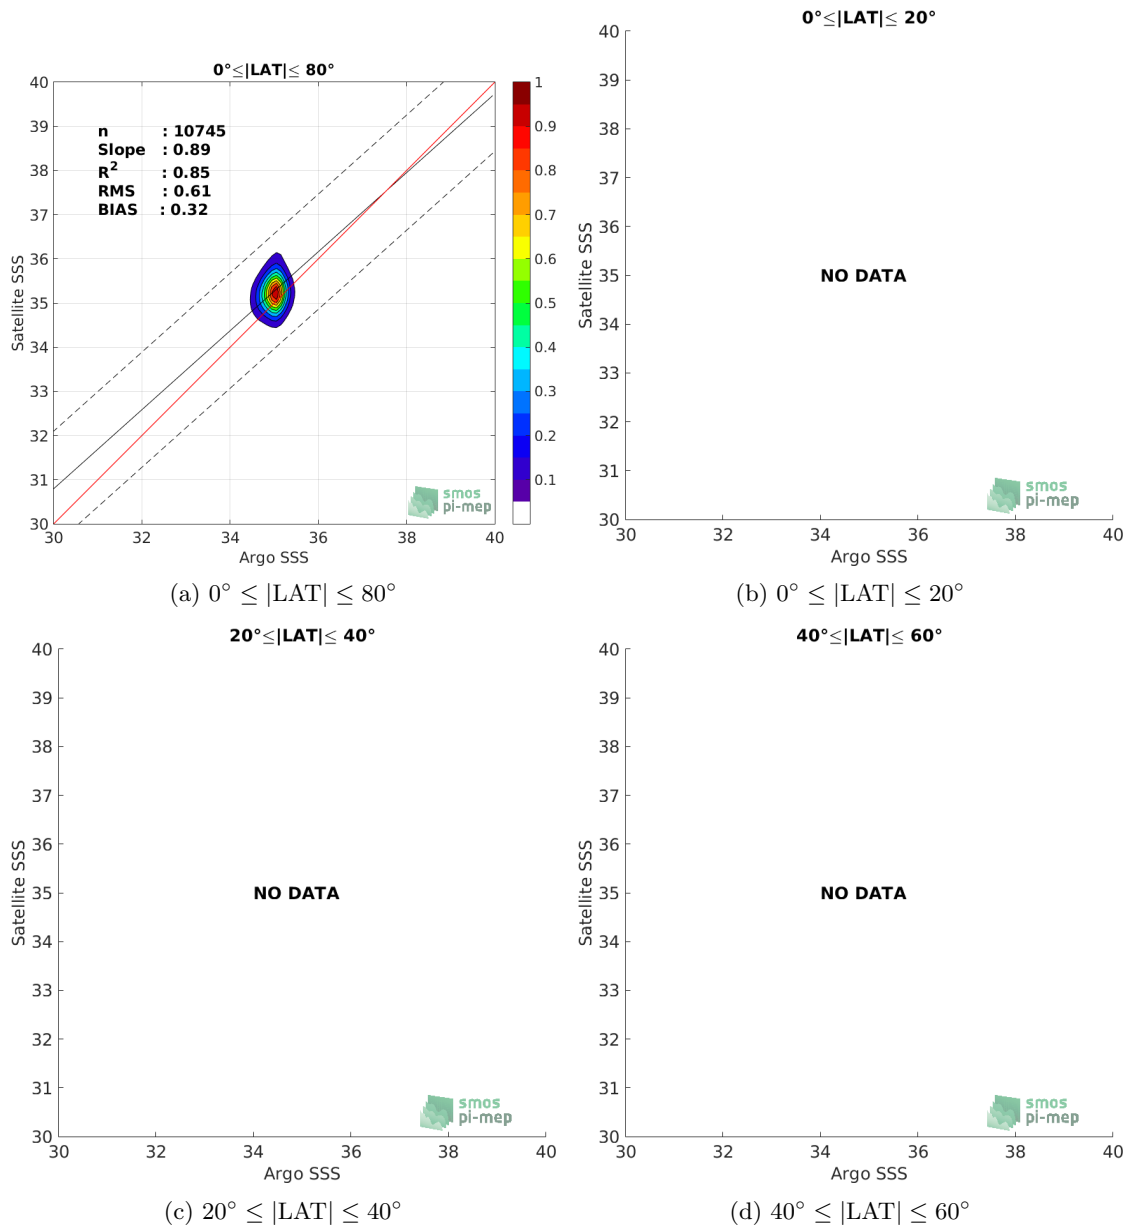 0°≤|LAT|≤ 80°
n : 10745
Slope : 0.89
R² : 0.85
RMS : 0.61
BIAS : 0.32
40
39
38
37
36
35
34
33
32
31
30
30 32 34 36 38 40
Satellite SSS
Argo SSS
1
0.9
0.8
0.7
0.6
0.5
0.4
0.3
0.2
0.1
smos
pi-mep
(a) 0° ≤ |LAT| ≤ 80°
0°≤|LAT|≤ 20°
40
39
38
37
36
35
34
33
32
31
30
30 32 34 36 38 40
Satellite SSS
Argo SSS
NO DATA
smos
pi-mep
(b) 0° ≤ |LAT| ≤ 20°
20°≤|LAT|≤ 40°
40
39
38
37
36
35
34
33
32
31
30
30 32 34 36 38 40
Satellite SSS
Argo SSS
NO DATA
smos
pi-mep
(c) 20° ≤ |LAT| ≤ 40°
40°≤|LAT|≤ 60°
40
39
38
37
36
35
34
33
32
31
30
30 32 34 36 38 40
Satellite SSS
Argo SSS
NO DATA
smos
pi-mep
(d) 40° ≤ |LAT| ≤ 60°